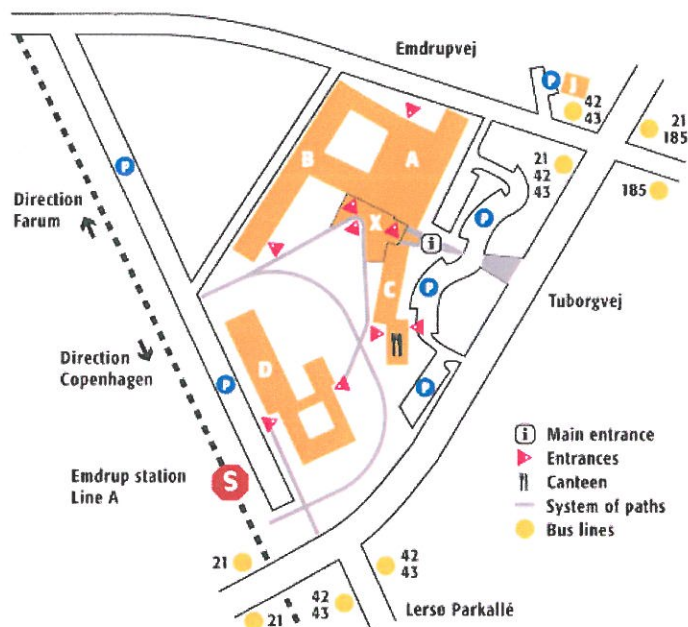 Emdrupvej
P
J
42
43
21
185
B
A
21
42
43
185
P
Direction
Farum
X
P
i
C
P
Tuborgvej
Direction
Copenhagen
D
P
P
i Main entrance
Entrances
Canteen
System of paths
Bus lines
Emdrup station
Line A
S
21
42
43
42
43
21
Lersø Parkallé